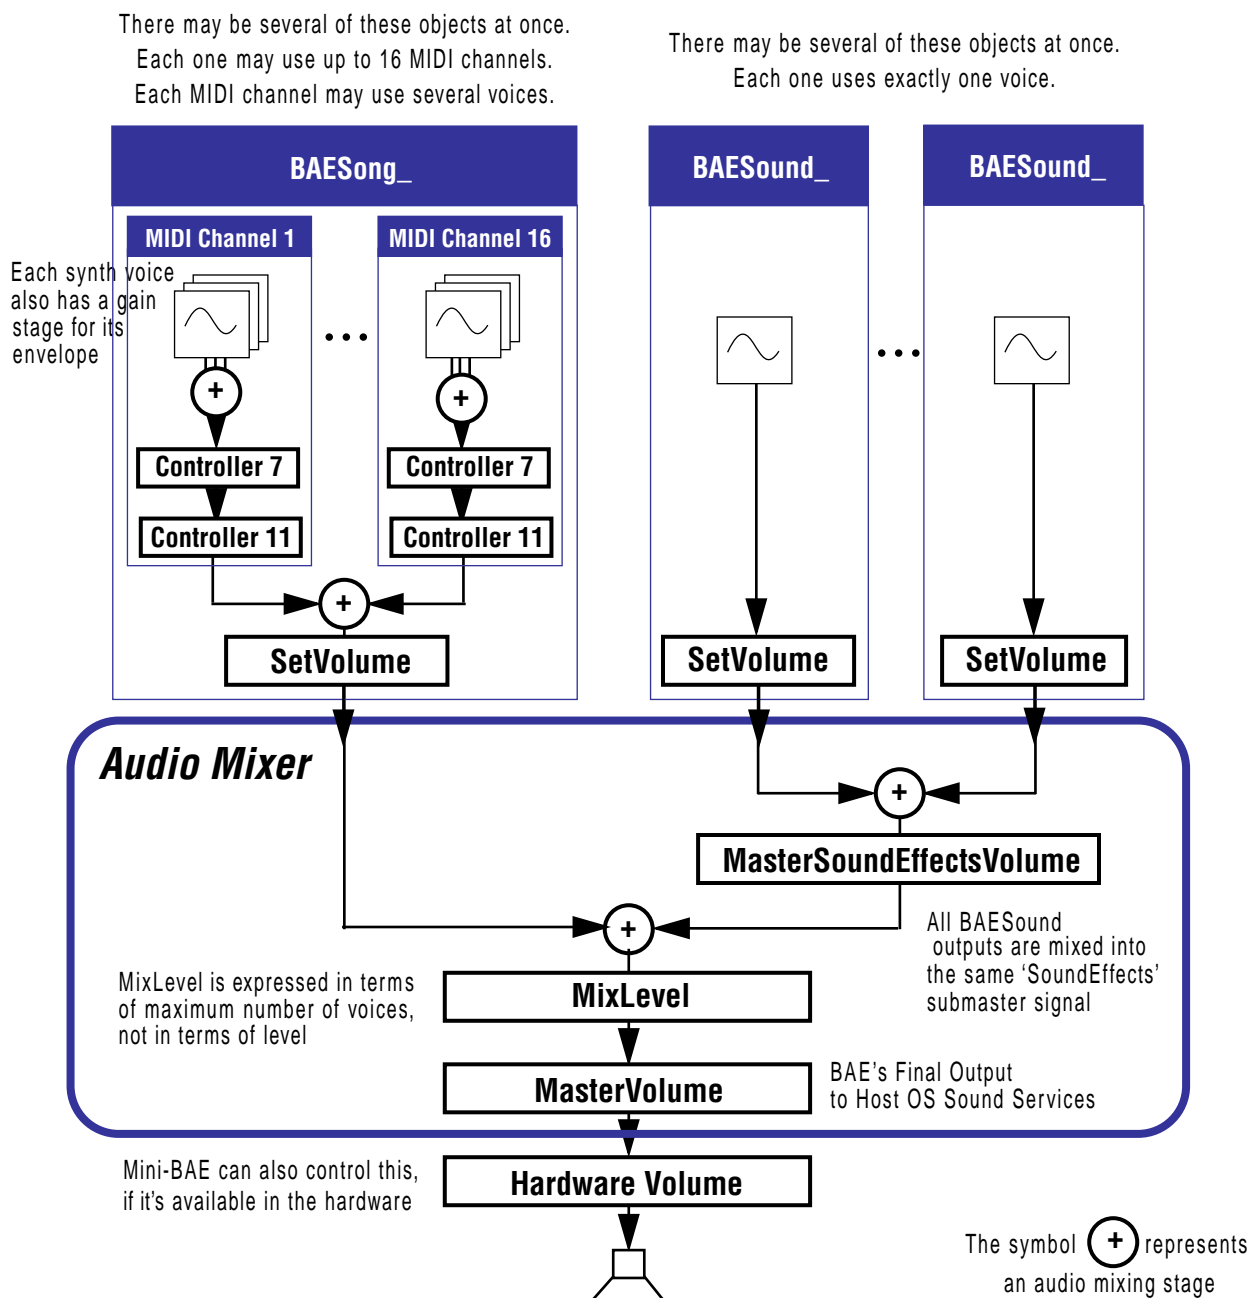 There may be several of these objects at once.
Each one may use up to 16 MIDI channels.
Each MIDI channel may use several voices.
There may be several of these objects at once.
Each one uses exactly one voice.
BAESong_
BAESound_
BAESound_
MIDI Channel 1
MIDI Channel 16
Each synth voice
also has a gain
stage for its
envelope
...
...
+
+
Controller 7
Controller 7
Controller 11
Controller 11
+
SetVolume
SetVolume
SetVolume
Audio Mixer
+
MasterSoundEffectsVolume
+
All BAESound
outputs are mixed into
the same ‘SoundEffects’
submaster signal
MixLevel is expressed in terms
of maximum number of voices,
not in terms of level
MixLevel
MasterVolume
BAE’s Final Output
to Host OS Sound Services
Mini-BAE can also control this,
if it’s available in the hardware
Hardware Volume
The symbol + represents
an audio mixing stage